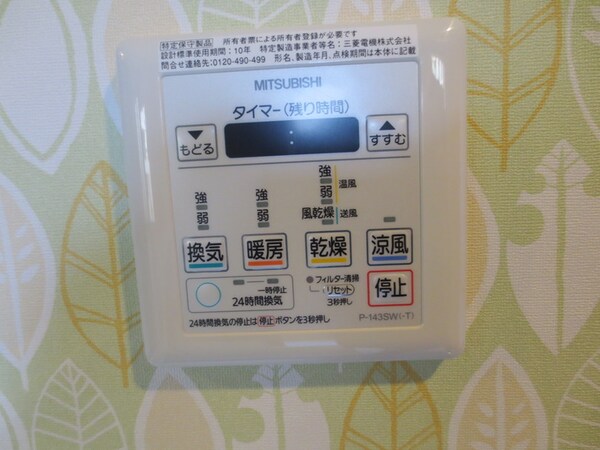 特定保守製品 所有者票による所有者登録が必要です
設計標準使用期間：10年 特定製造事業者等名：三菱電機株式会社
問合せ連絡先：0120-490-499 形名，製造年月，点検期間は本体に記載
MITSUBISHI
タイマー（残り時間）
▼ もどる
▲ すすむ
強
弱
強
弱
強
弱
温風
風乾燥
送風
換気
暖房
乾燥
涼風
一時停止
24時間換気
フィルター清掃
リセット
3秒押し
停止
24時間換気の停止は停止ボタンを3秒押し
P-143SW(-T)